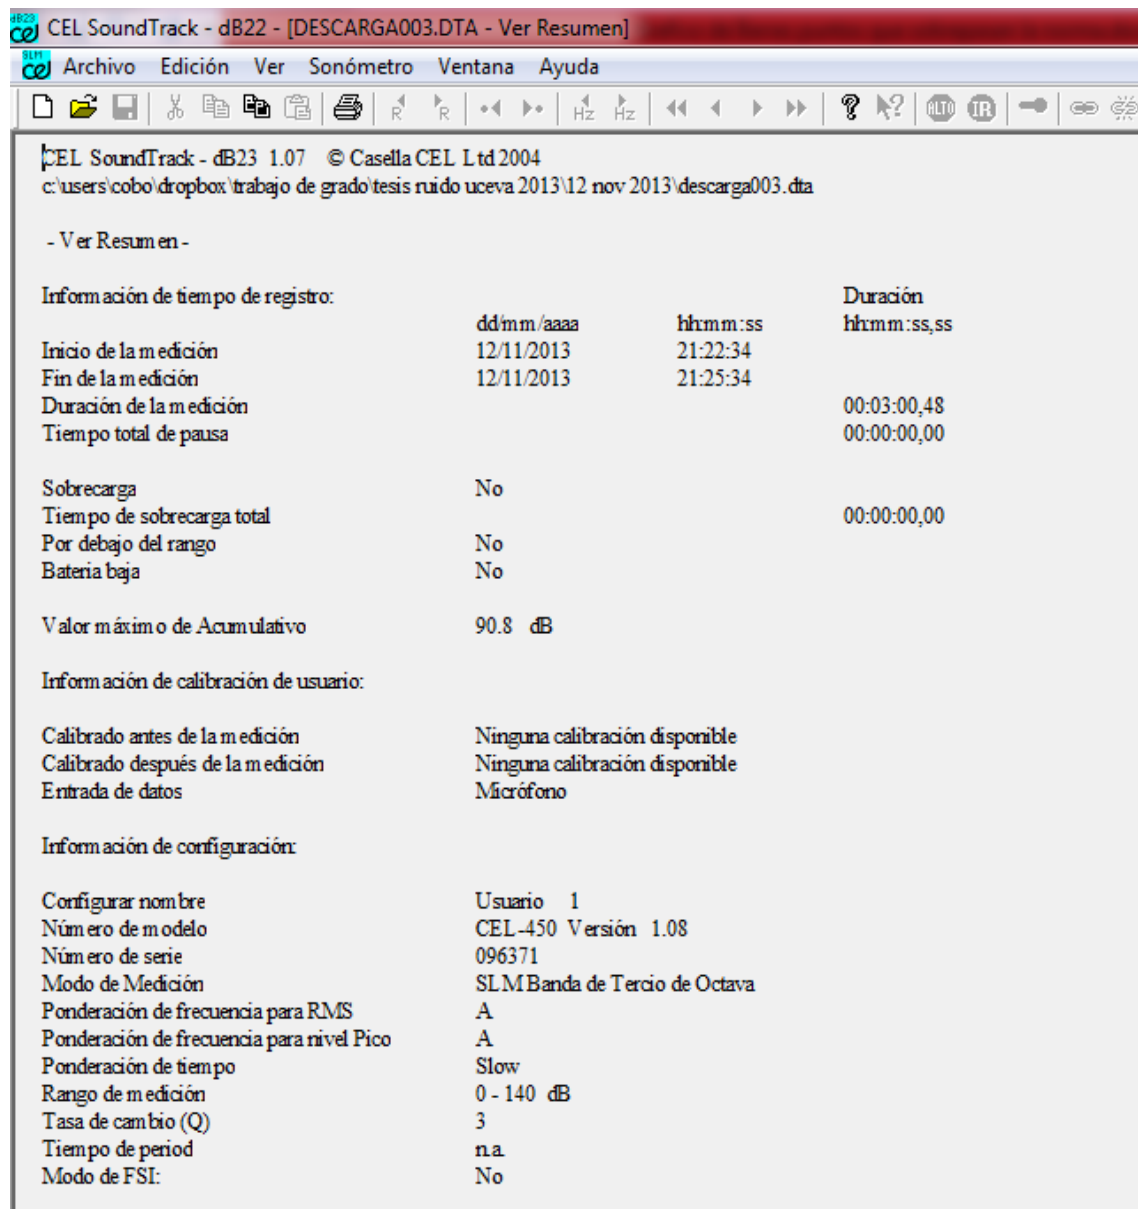 CEL SoundTrack - dB22 - [DESCARGA003.DTA - Ver Resumen]
Archivo Edición Ver Sonómetro Ventana Ayuda
CEL SoundTrack - dB23 1.07 © Casella CEL Ltd 2004
c:\users\cobo\dropbox\trabajo de grado\tesis ruido uceva 2013\12 nov 2013\descarga003.dta
- Ver Resumen -
Información de tiempo de registro: Duración
dd/mm/aaaa hh:mm:ss hh:mm:ss,ss
Inicio de la medición 12/11/2013 21:22:34
Fin de la medición 12/11/2013 21:25:34
Duración de la medición 00:03:00,48
Tiempo total de pausa 00:00:00,00
Sobrecarga No
Tiempo de sobrecarga total 00:00:00,00
Por debajo del rango No
Bateria baja No
Valor máximo de Acumulativo 90.8 dB
Información de calibración de usuario:
Calibrado antes de la medición Ninguna calibración disponible
Calibrado después de la medición Ninguna calibración disponible
Entrada de datos Micrófono
Información de configuración:
Configurar nombre Usuario 1
Número de modelo CEL-450 Versión 1.08
Número de serie 096371
Modo de Medición SLM Banda de Tercio de Octava
Ponderación de frecuencia para RMS A
Ponderación de frecuencia para nivel Pico A
Ponderación de tiempo Slow
Rango de medición 0 - 140 dB
Tasa de cambio (Q) 3
Tiempo de period n.a.
Modo de FSI: No